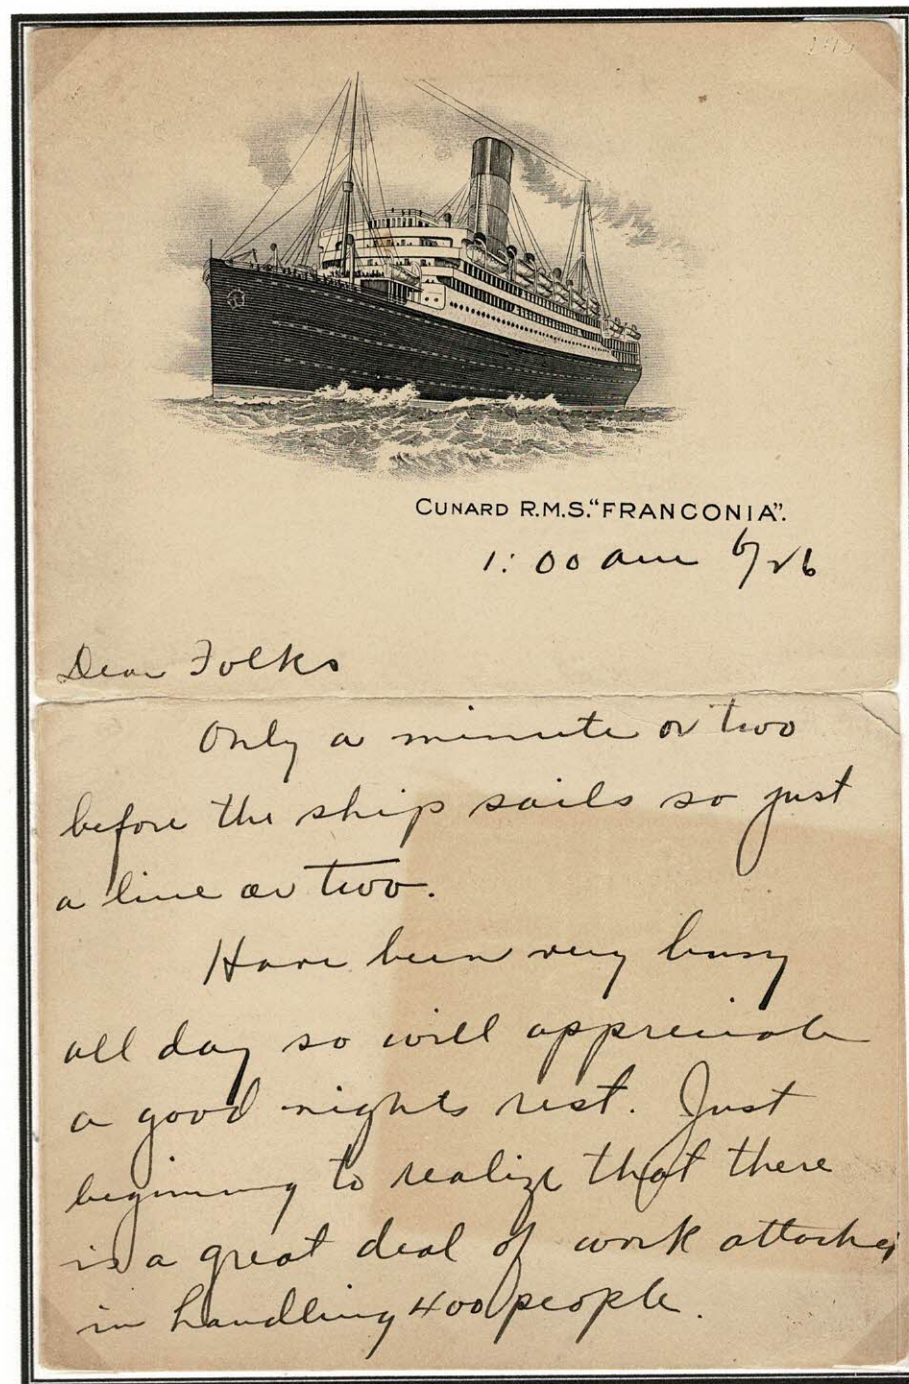 CUNARD R.M.S. "FRANCONIA".
1:00 am 6/26
Dear Folks
Only a minute or two
before the ship sails so just
a line or two.
Have been very busy
all day so will appreciate
a good nights rest. Just
beginning to realize that there
is a great deal of work attached
in handling 400 people.